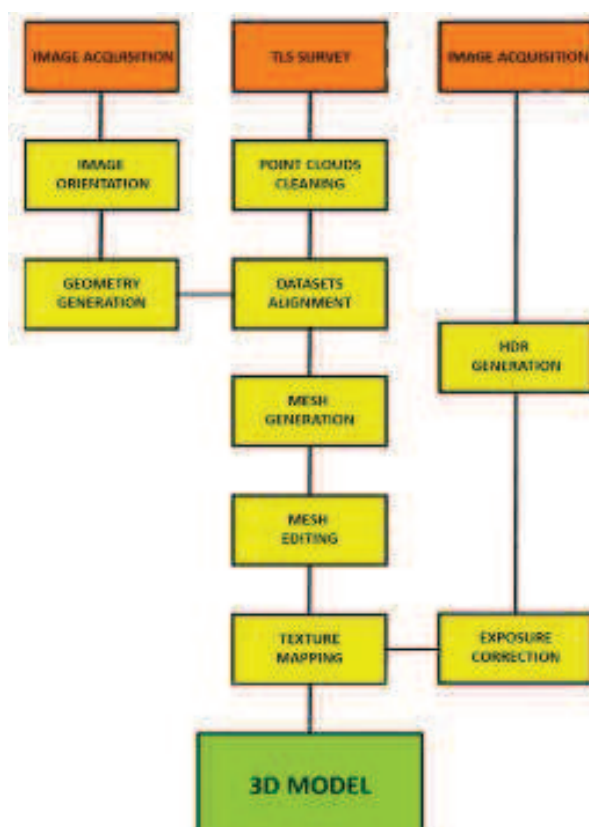 IMAGE ACQUISITION
TLS SURVEY
IMAGE ACQUISITION
IMAGE
ORIENTATION
POINT CLOUDS
CLEANING
GEOMETRY
GENERATION
DATASETS
ALIGNMENT
HDR
GENERATION
MESH
GENERATION
MESH
EDITING
TEXTURE
MAPPING
EXPOSURE
CORRECTION
3D MODEL